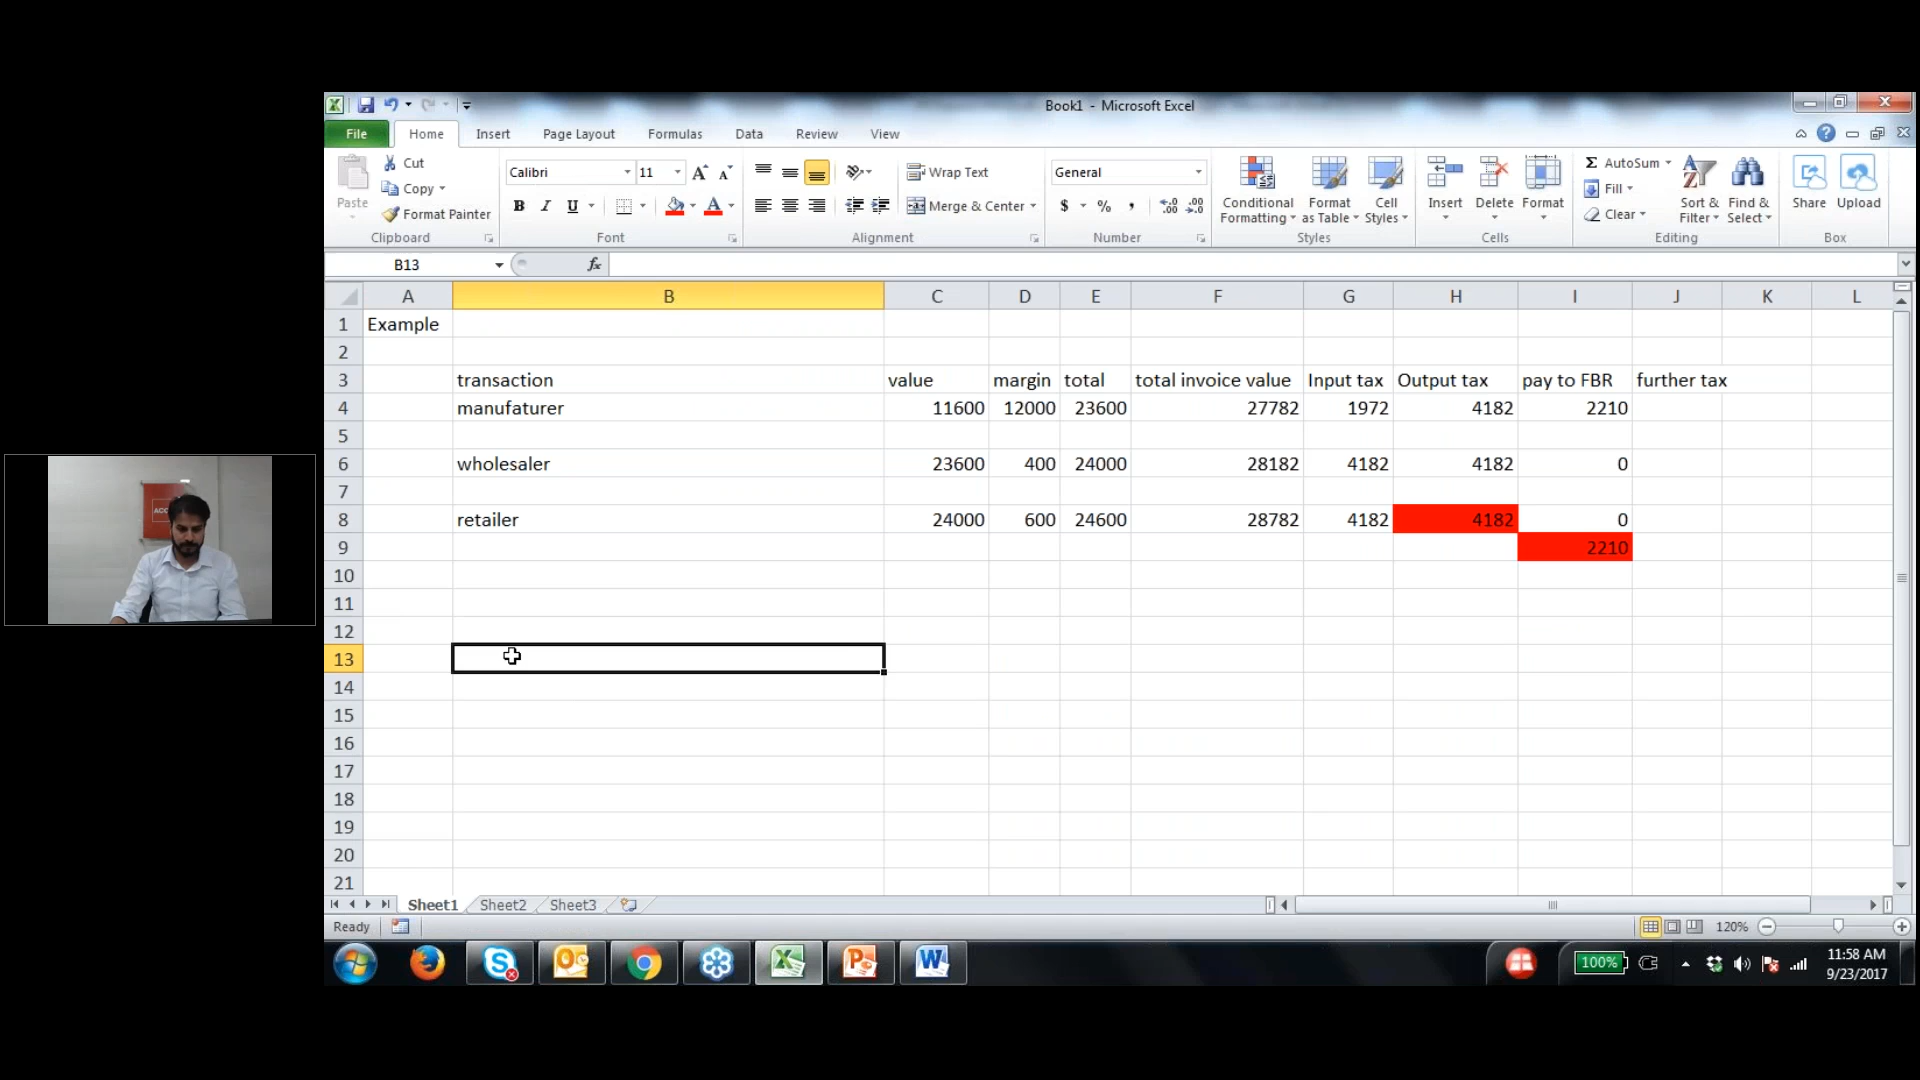 Book1 - Microsoft Excel
File Home Insert Page Layout Formulas Data Review View
Paste Cut Copy Format Painter Clipboard
Calibri 11 A A B I U A Font
Wrap Text Merge & Center Alignment
General $ % , .0 .00 .00 .0 Number
Conditional Formatting Format as Table Cell Styles Styles
Insert Delete Format Cells
Σ AutoSum Fill Clear Sort & Filter Find & Select Editing
Share Upload Box
B13 fx
A B C D E F G H I J K L
1 Example
2
3 transaction value margin total total invoice value Input tax Output tax pay to FBR further tax
4 manufaturer 11600 12000 23600 27782 1972 4182 2210
5
6 wholesaler 23600 400 24000 28182 4182 4182 0
7
8 retailer 24000 600 24600 28782 4182 4182 0
9 2210
10
11
12
13
14
15
16
17
18
19
20
21
Sheet1 Sheet2 Sheet3
Ready 120%
100% 11:58 AM
9/23/2017